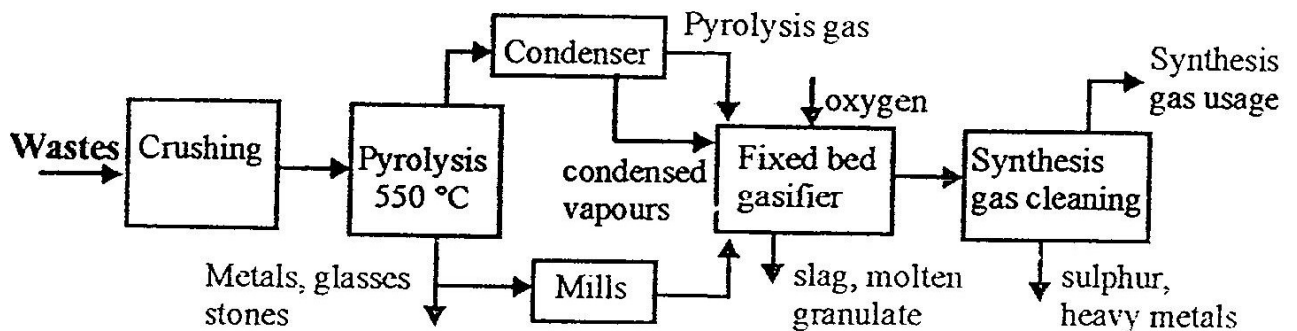 Pyrolysis gas
Condenser
Synthesis
gas usage
oxygen
Wastes
Crushing
Pyrolysis
550 °C
condensed
vapours
Fixed bed
gasifier
Synthesis
gas cleaning
Metals, glasses
stones
Mills
slag, molten
granulate
sulphur,
heavy metals